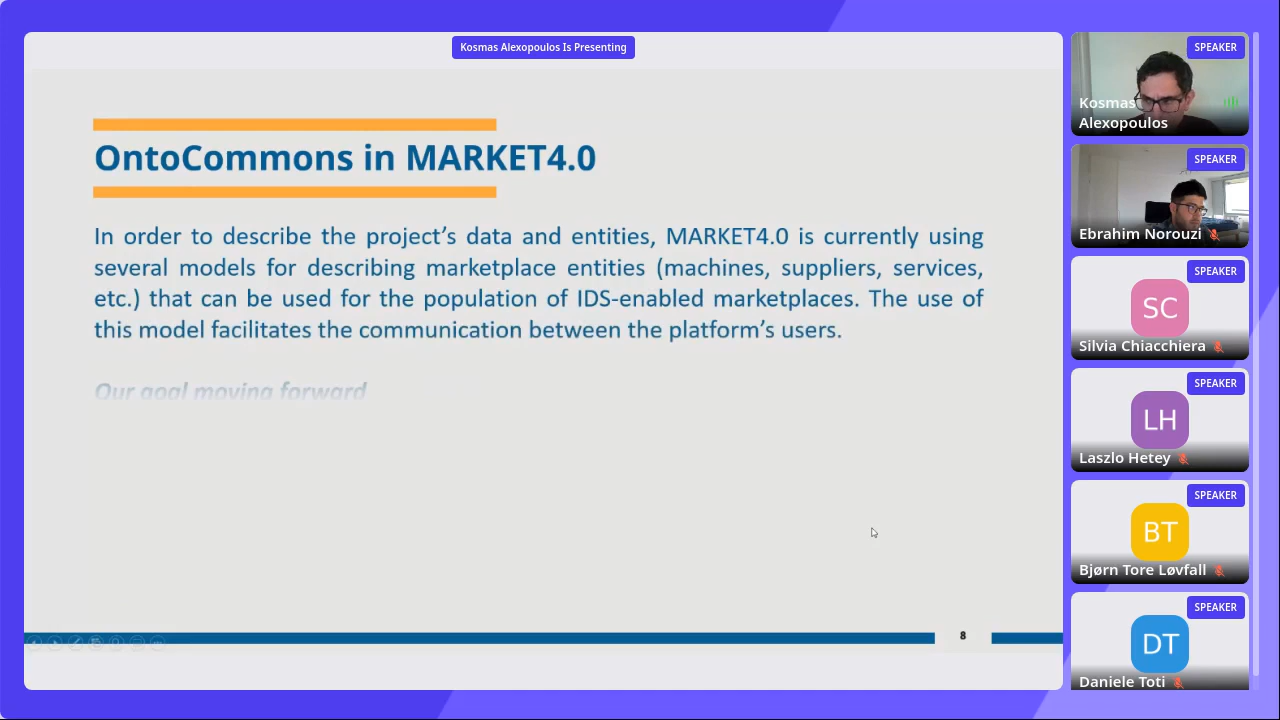 Kosmas Alexopoulos Is Presenting
OntoCommons in MARKET4.0
In order to describe the project's data and entities, MARKET4.0 is currently using
several models for describing marketplace entities (machines, suppliers, services,
etc.) that can be used for the population of IDS-enabled marketplaces. The use of
this model facilitates the communication between the platform's users.
Our goal moving forward
8
SPEAKER
Kosmas
Alexopoulos
SPEAKER
Ebrahim Norouzi
SPEAKER
SC
Silvia Chiacchiera
SPEAKER
LH
Laszlo Hetey
SPEAKER
BT
Bjørn Tore Løvfall
SPEAKER
DT
Daniele Toti